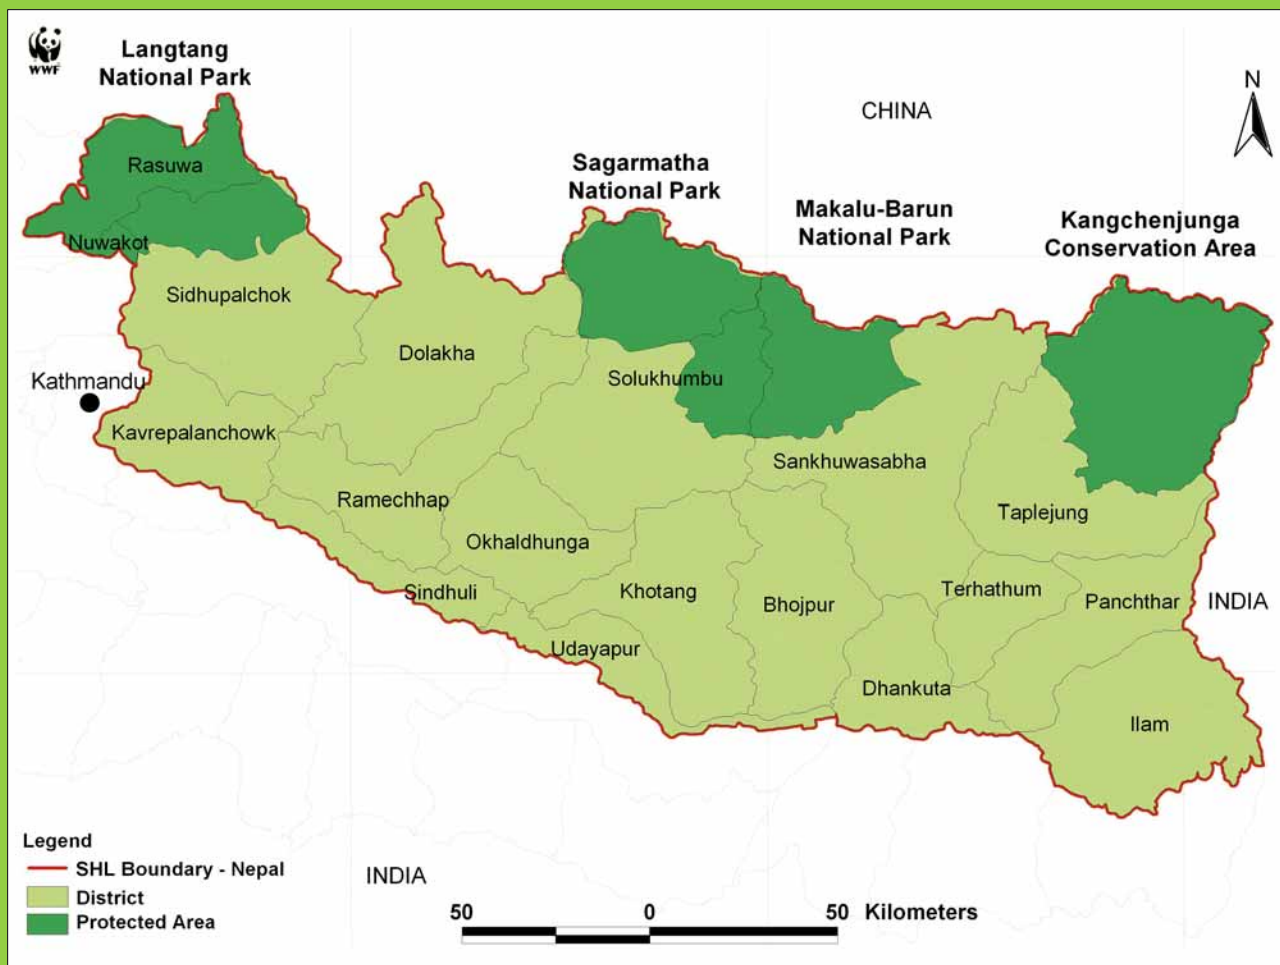 WWF
Langtang
National Park
N
CHINA
Rasuwa
Sagarmatha
National Park
Makalu-Barun
National Park
Kangchenjunga
Conservation Area
Nuwakot
Sidhupalchok
Dolakha
Kathmandu
Solukhumbu
Kavrepalanchowk
Sankhuwasabha
Ramechhap
Taplejung
Okhaldhunga
Sindhuli
Khotang
Bhojpur
Terhathum
Panchthar
INDIA
Udayapur
Dhankuta
Ilam
Legend
SHL Boundary - Nepal
District
Protected Area
INDIA
50 0 50 Kilometers